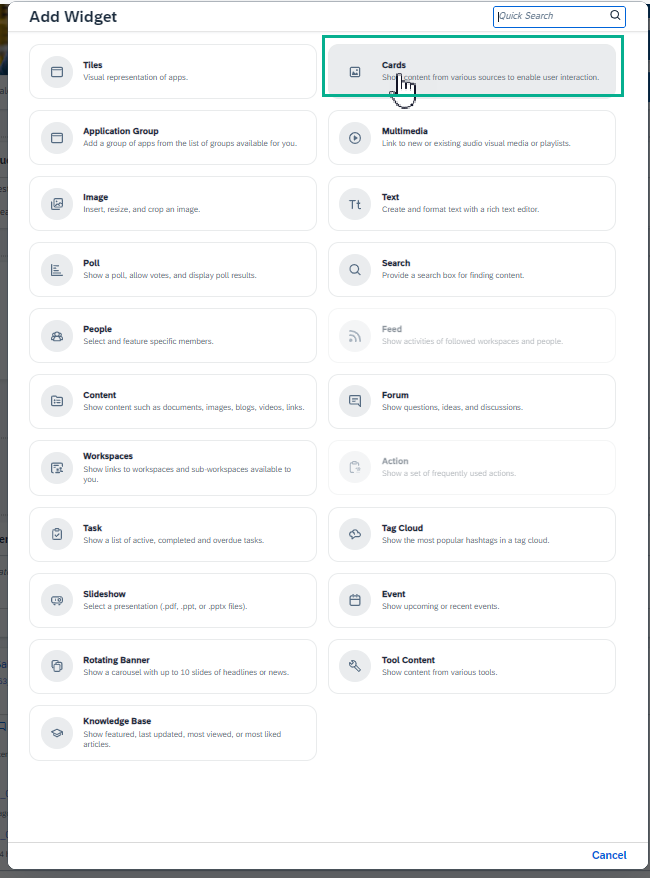 Add Widget
Quick Search
Tiles
Visual representation of apps.
Cards
Show content from various sources to enable user interaction.
Application Group
Add a group of apps from the list of groups available for you.
Multimedia
Link to new or existing audio visual media or playlists.
Image
Insert, resize, and crop an image.
Text
Create and format text with a rich text editor.
Tt
Poll
Show a poll, allow votes, and display poll results.
Search
Provide a search box for finding content.
People
Select and feature specific members.
Feed
Show activities of followed workspaces and people.
Content
Show content such as documents, images, blogs, videos, links.
Forum
Show questions, ideas, and discussions.
Workspaces
Show links to workspaces and sub-workspaces available to
you.
Action
Show a set of frequently used actions.
Task
Show a list of active, completed and overdue tasks.
Tag Cloud
Show the most popular hashtags in a tag cloud.
Slideshow
Select a presentation (.pdf, .ppt, or .pptx files).
Event
Show upcoming or recent events.
Rotating Banner
Show a carousel with up to 10 slides of headlines or news.
Tool Content
Show content from various tools.
Knowledge Base
Show featured, last updated, most viewed, or most liked
articles.
Cancel